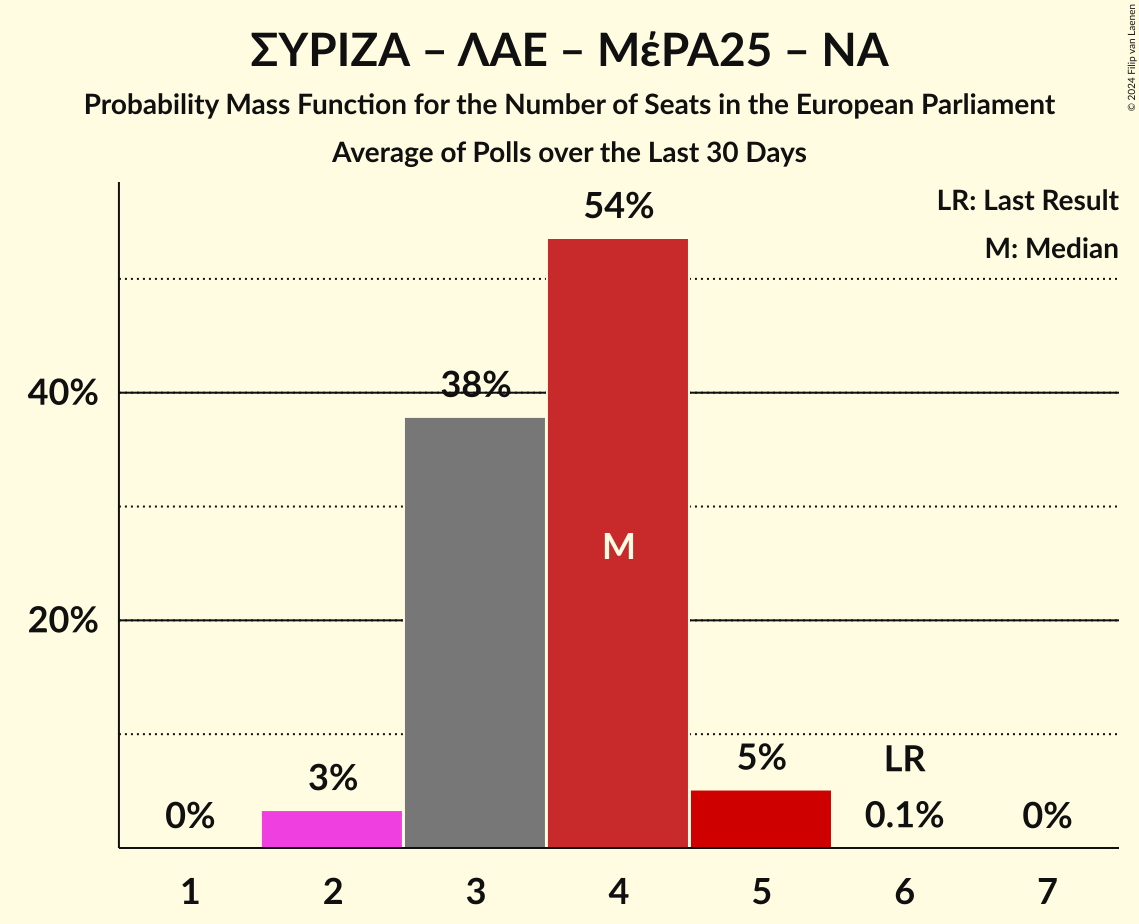 ΣΥΡΙΖΑ – ΛΑΕ – ΜέΡΑ25 – ΝΑ
Probability Mass Function for the Number of Seats in the European Parliament
Average of Polls over the Last 30 Days
© 2024 Filip van Laenen
LR: Last Result
M: Median
54%
38%
40%
M
20%
5%
LR
3%
0%
0.1%
0%
1 2 3 4 5 6 7